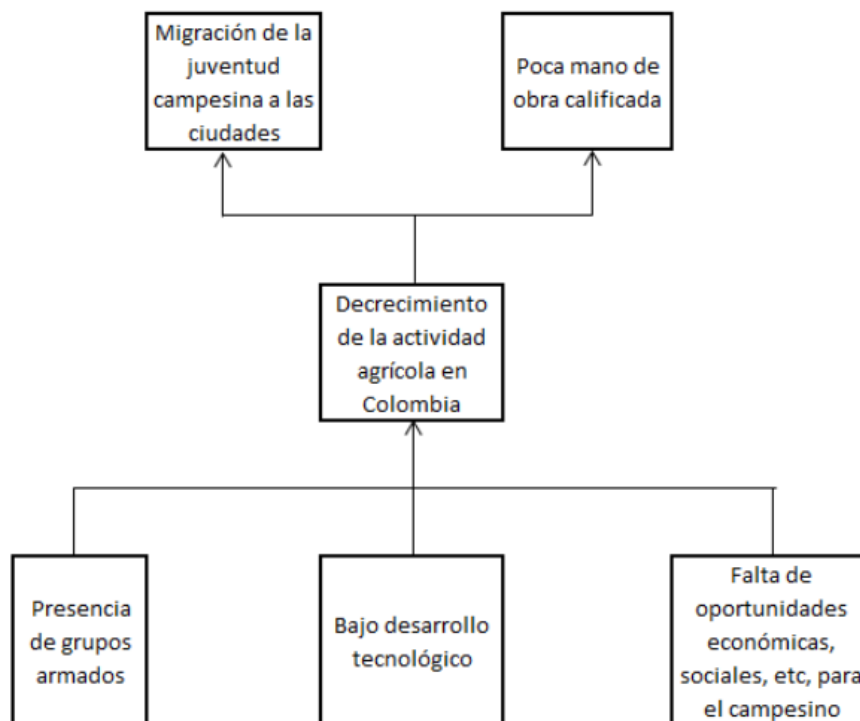 Migración de la
juventud
campesina a las
ciudades
Poca mano de
obra calificada
Decrecimiento
de la actividad
agrícola en
Colombia
Presencia
de grupos
armados
Bajo desarrollo
tecnológico
Falta de
oportunidades
económicas,
sociales, etc, para
el campesino